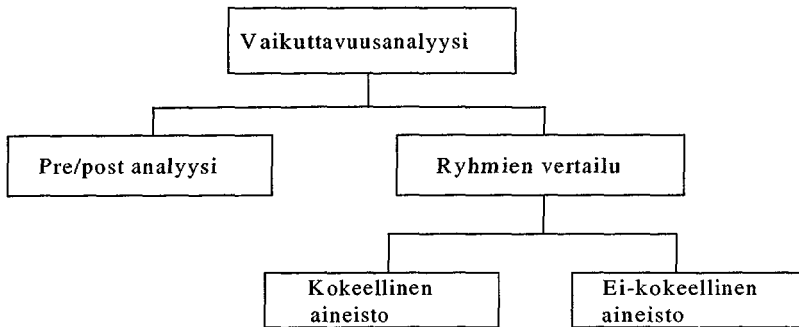 Vaikuttavuusanalyysi
Pre/post analyysi
Ryhmien vertailu
Kokeellinen
aineisto
Ei-kokeellinen
aineisto